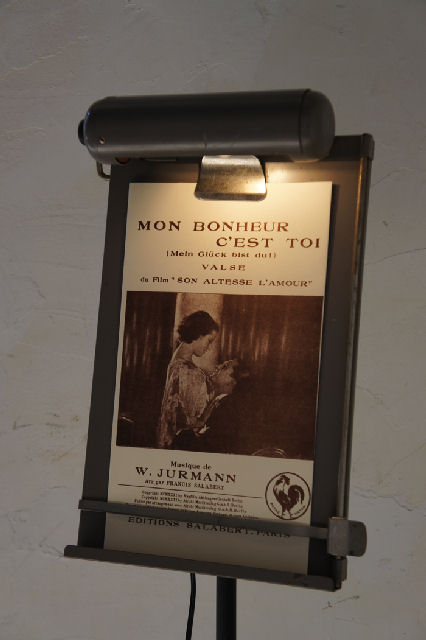 MON BONHEUR
C'EST TOI
(Mein Glück bist du!)
VALSE
du Film "SON ALTESSE L'AMOUR"
Musique de
W. JURMANN
Arr. par FRANCIS SALABERT
EDITIONS SALABERT. PARIS